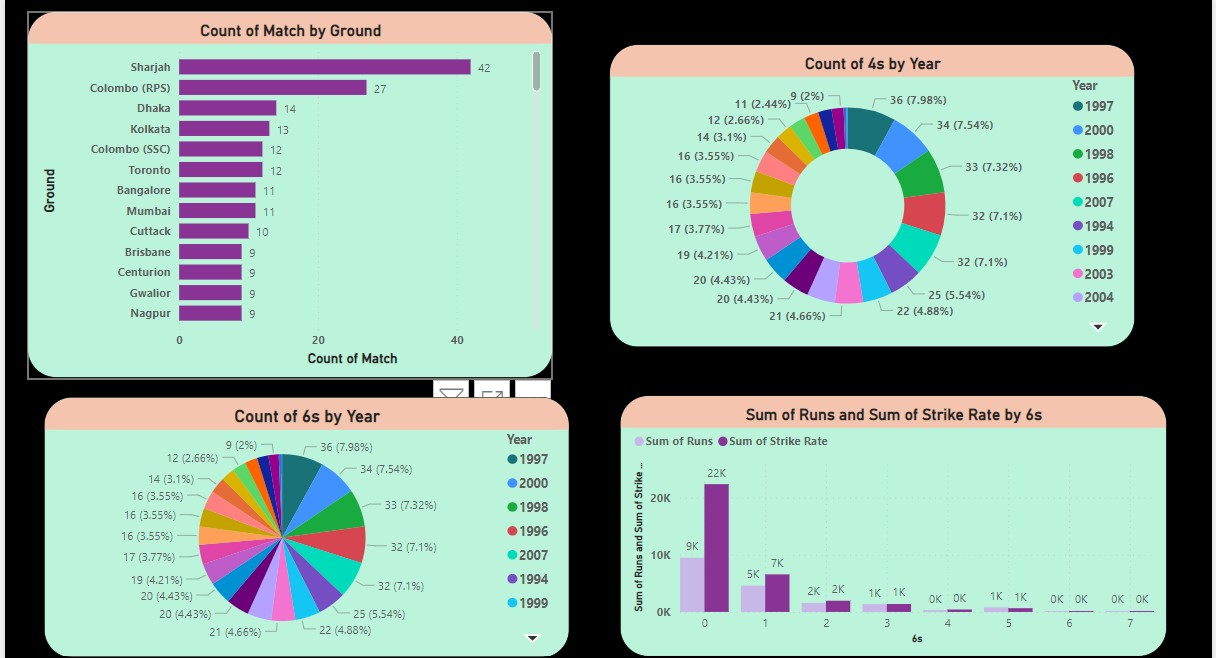 Count of Match by Ground
Ground
Sharjah 42
Colombo (RPS) 27
Dhaka 14
Kolkata 13
Colombo (SSC) 12
Toronto 12
Bangalore 11
Mumbai 11
Cuttack 10
Brisbane 9
Centurion 9
Gwalior 9
Nagpur 9
0 20 40
Count of Match
Count of 4s by Year
36 (7.98%)
34 (7.54%)
33 (7.32%)
32 (7.1%)
32 (7.1%)
25 (5.54%)
22 (4.88%)
21 (4.66%)
20 (4.43%)
20 (4.43%)
19 (4.21%)
17 (3.77%)
16 (3.55%)
16 (3.55%)
16 (3.55%)
14 (3.1%)
12 (2.66%)
11 (2.44%)
9 (2%)
Year
1997
2000
1998
1996
2007
1994
1999
2003
2004
Count of 6s by Year
36 (7.98%)
34 (7.54%)
33 (7.32%)
32 (7.1%)
32 (7.1%)
25 (5.54%)
22 (4.88%)
21 (4.66%)
20 (4.43%)
20 (4.43%)
19 (4.21%)
17 (3.77%)
16 (3.55%)
16 (3.55%)
16 (3.55%)
14 (3.1%)
12 (2.66%)
9 (2%)
Year
1997
2000
1998
1996
2007
1994
1999
Sum of Runs and Sum of Strike Rate by 6s
Sum of Runs Sum of Strike Rate
Sum of Runs and Sum of Strike ...
20K
10K
0K
9K 22K
5K 7K
2K 2K
1K 1K
0K 0K
1K 1K
0K 0K
0K 0K
0 1 2 3 4 5 6 7
6s